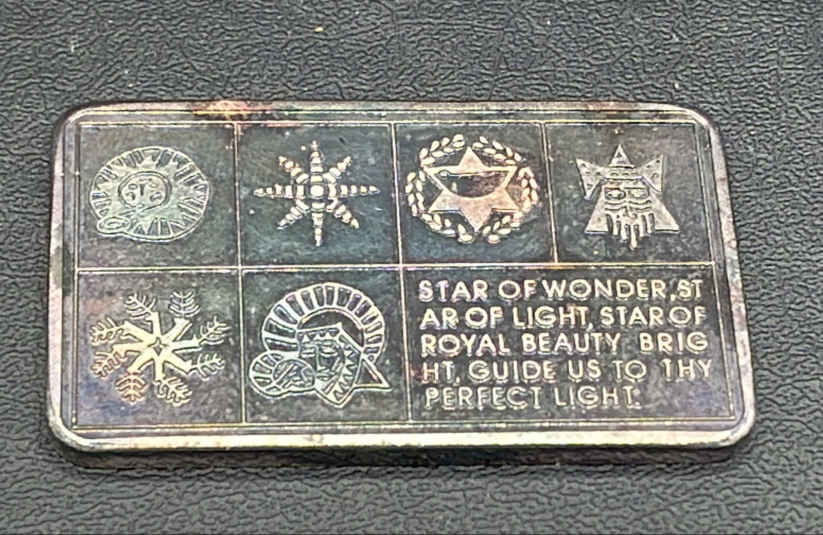 STAR OF WONDER, ST
AR OF LIGHT, STAR OF
ROYAL BEAUTY BRIG
HT, GUIDE US TO THY
PERFECT LIGHT.